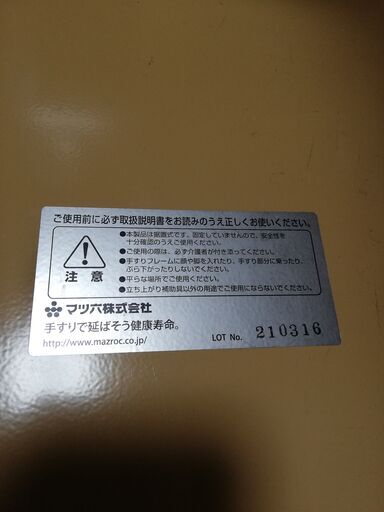 ご使用前に必ず取扱説明書をお読みのうえ正しくお使いください。
●本製品は据置式です。固定していませんので、安全性を
十分確認のうえご使用ください。
●ご使用の際は、必ず介護者が付き添ってください。
●手すりフレームに顔や脚を入れたり、手すり部分に乗ったり、
ぶら下がったりしないでください。
●平らな場所でご使用ください。
●立ち上がり補助具以外の用途でご使用にならないでください。
注意
マツ六株式会社
手すりで延ばそう健康寿命。
http://www.mazroc.co.jp/
LOT No. 210316